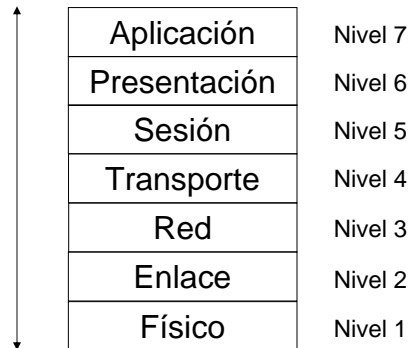 Aplicación Nivel 7
Presentación Nivel 6
Sesión Nivel 5
Transporte Nivel 4
Red Nivel 3
Enlace Nivel 2
Físico Nivel 1